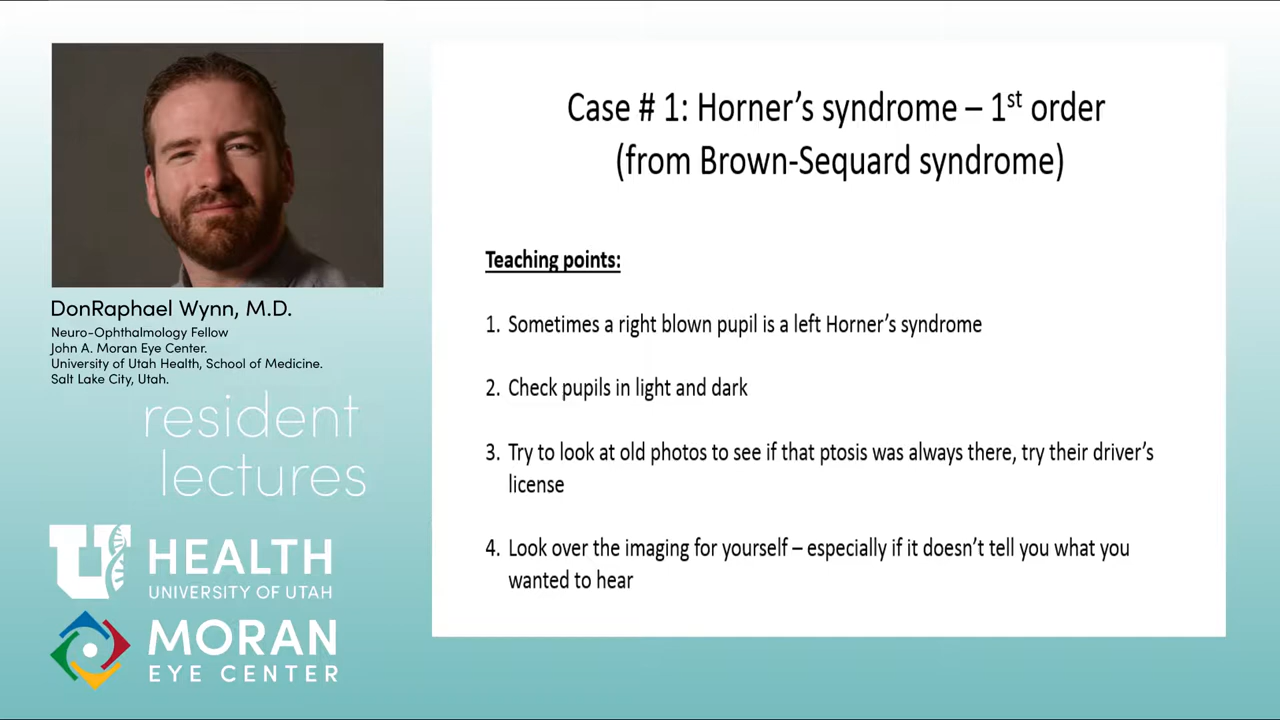 DonRaphael Wynn, M.D.
Neuro-Ophthalmology Fellow
John A. Moran Eye Center.
University of Utah Health, School of Medicine.
Salt Lake City, Utah.
resident
lectures
U HEALTH
UNIVERSITY OF UTAH
MORAN
EYE CENTER
Case # 1: Horner’s syndrome – 1st order
(from Brown-Sequard syndrome)
Teaching points:
1. Sometimes a right blown pupil is a left Horner’s syndrome
2. Check pupils in light and dark
3. Try to look at old photos to see if that ptosis was always there, try their driver’s
license
4. Look over the imaging for yourself – especially if it doesn’t tell you what you
wanted to hear